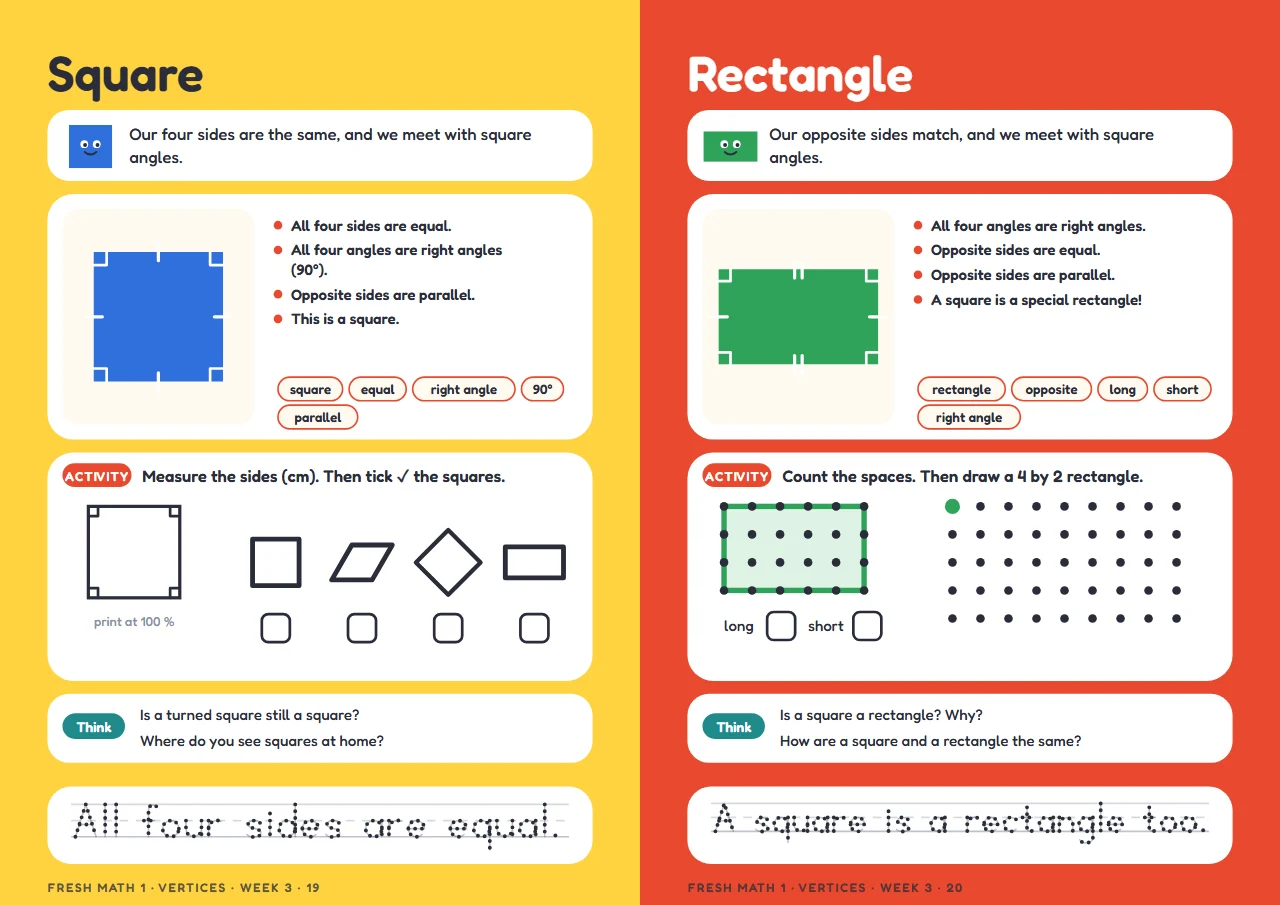 Square
Our four sides are the same, and we meet with square
angles.
All four sides are equal.
All four angles are right angles
(90°).
Opposite sides are parallel.
This is a square.
square equal right angle 90°
parallel
ACTIVITY Measure the sides (cm). Then tick ✓ the squares.
print at 100 %
Think
Is a turned square still a square?
Where do you see squares at home?
All four sides are equal.
FRESH MATH 1 · VERTICES · WEEK 3 · 19
Rectangle
Our opposite sides match, and we meet with square
angles.
All four angles are right angles.
Opposite sides are equal.
Opposite sides are parallel.
A square is a special rectangle!
rectangle opposite long short
right angle
ACTIVITY Count the spaces. Then draw a 4 by 2 rectangle.
long short
Think
Is a square a rectangle? Why?
How are a square and a rectangle the same?
A square is a rectangle too.
FRESH MATH 1 · VERTICES · WEEK 3 · 20